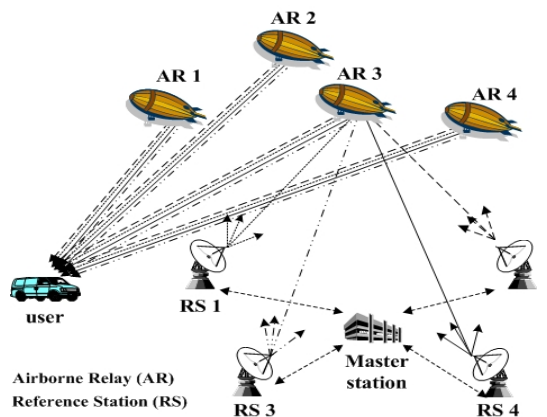 AR 2
AR 1
AR 3
AR 4
RS 1
user
Master
station
Airborne Relay (AR)
Reference Station (RS)
RS 3
RS 4